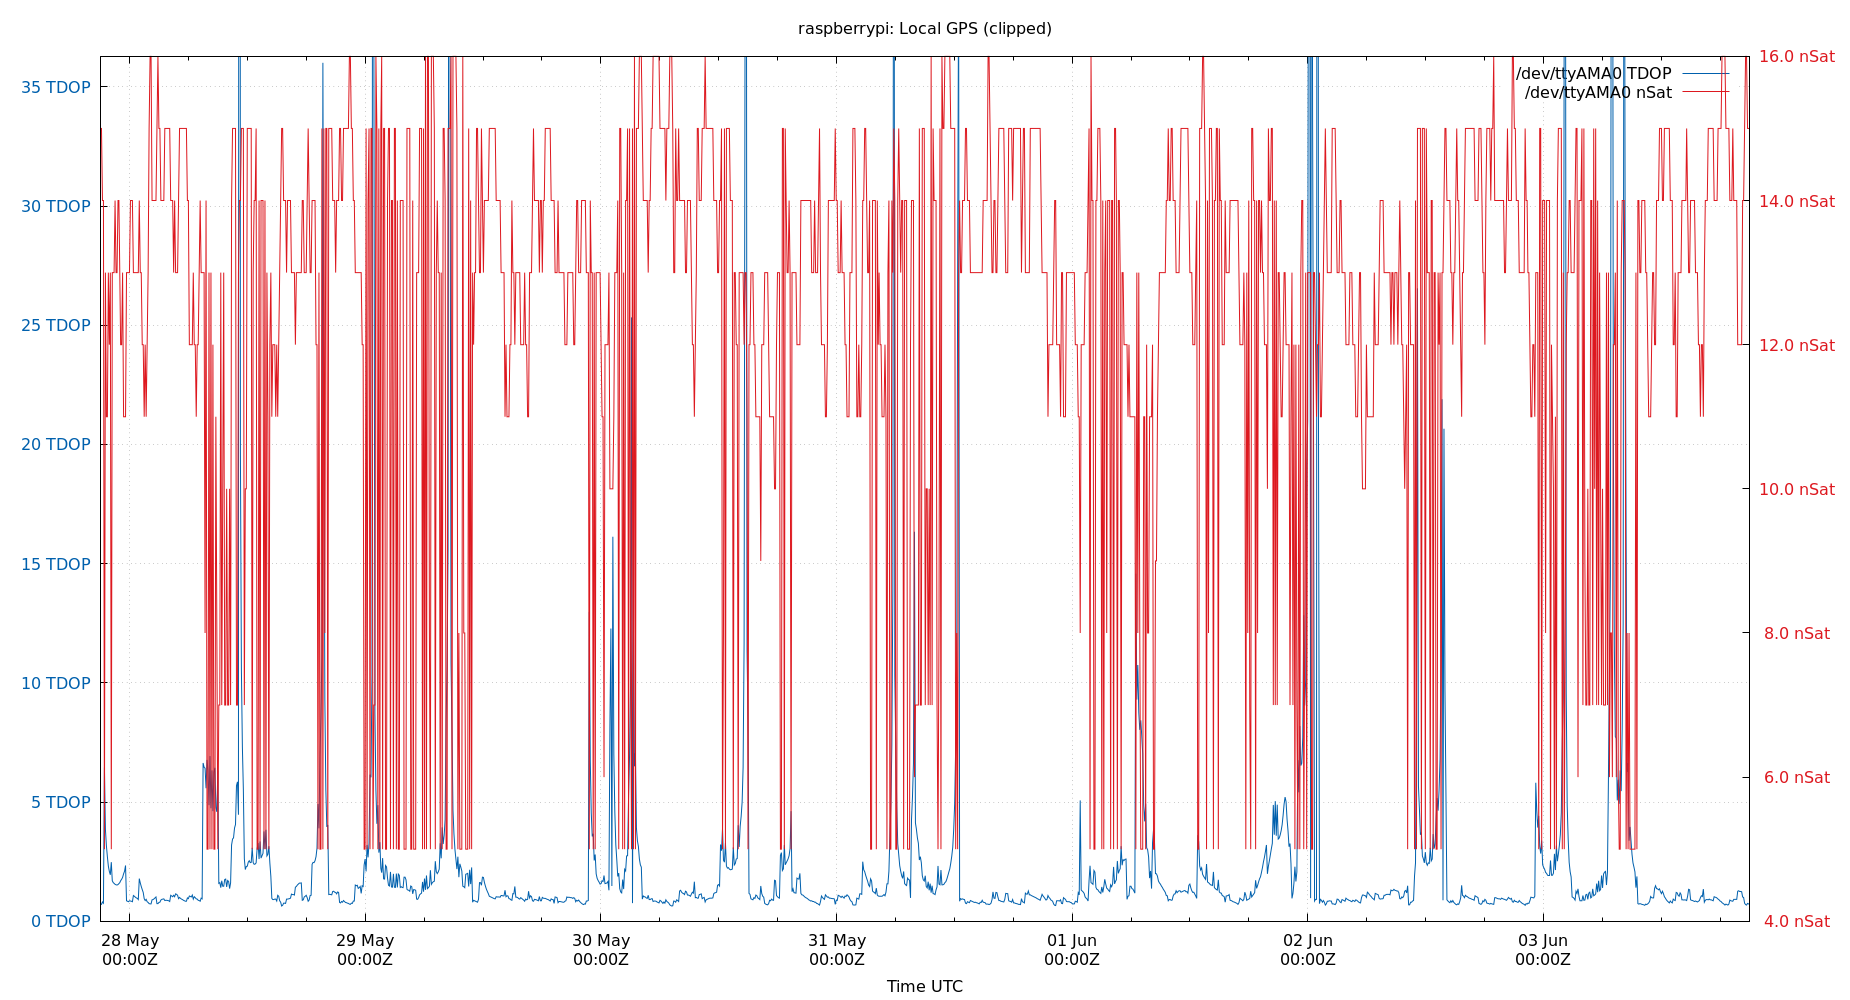 raspberrypi: Local GPS (clipped)
35 TDOP
30 TDOP
25 TDOP
20 TDOP
15 TDOP
10 TDOP
5 TDOP
0 TDOP
16.0 nSat
14.0 nSat
12.0 nSat
10.0 nSat
8.0 nSat
6.0 nSat
4.0 nSat
/dev/ttyAMA0 TDOP
/dev/ttyAMA0 nSat
28 May
00:00Z
29 May
00:00Z
30 May
00:00Z
31 May
00:00Z
01 Jun
00:00Z
02 Jun
00:00Z
03 Jun
00:00Z
Time UTC